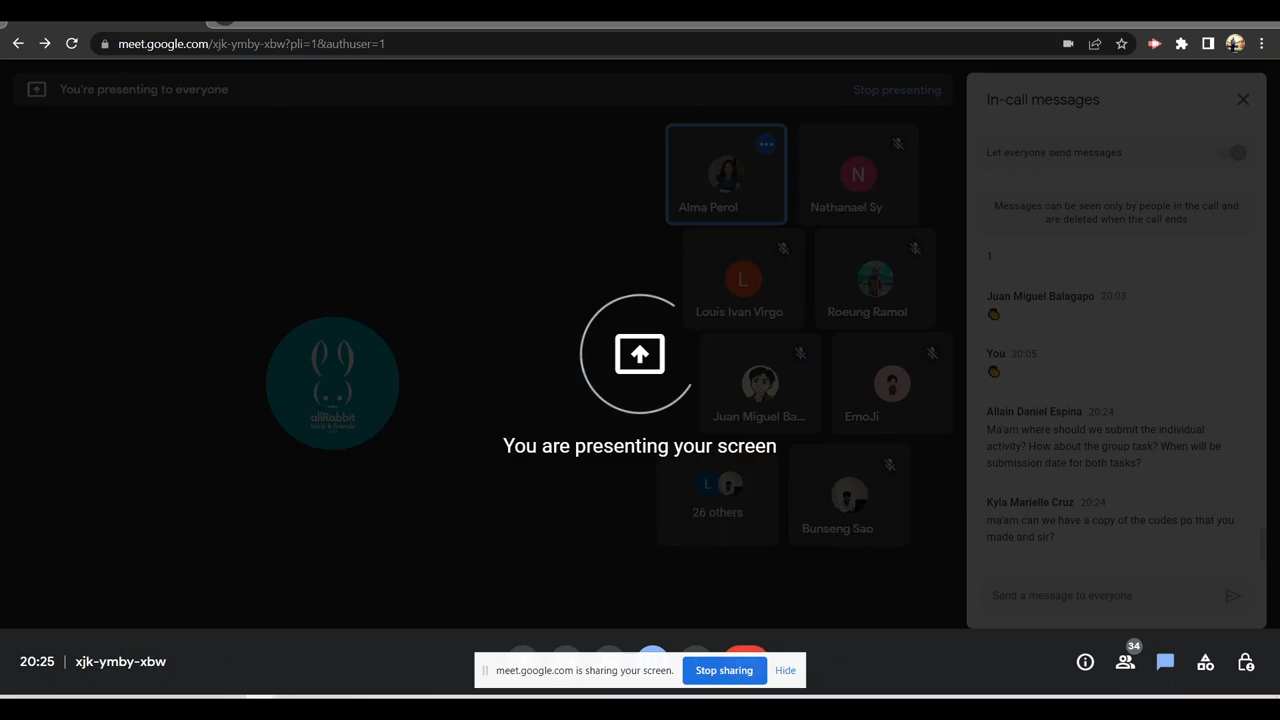 meet.google.com/xjk-ymby-xbw?pli=1&authuser=1
You're presenting to everyone
Stop presenting
Alma Perol
N
Nathanael Sy
L
Louis Ivan Virgo
Roeung Ramol
Juan Miguel Ba...
EmoJi
L
26 others
Bunseng Sao
allRabbit
tools & friends
You are presenting your screen
In-call messages
Let everyone send messages
Messages can be seen only by people in the call and
are deleted when the call ends
1
Juan Miguel Balagapo 20:03
You 20:05
Allain Daniel Espina 20:24
Ma'am where should we submit the individual
activity? How about the group task? When will be
submission date for both tasks?
Kyla Marielle Cruz 20:24
ma'am can we have a copy of the codes po that you
made and sir?
Send a message to everyone
20:25 | xjk-ymby-xbw
meet.google.com is sharing your screen.
Stop sharing
Hide
34